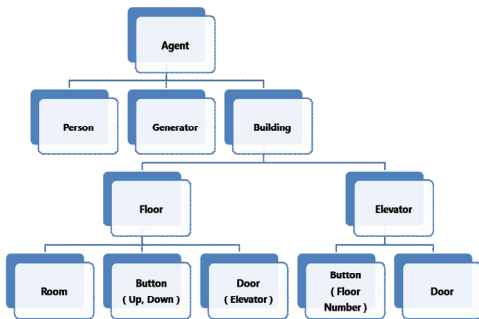 Agent
Person
Generator
Building
Floor
Elevator
Room
Button
( Up, Down )
Door
( Elevator )
Button
( Floor
Number )
Door